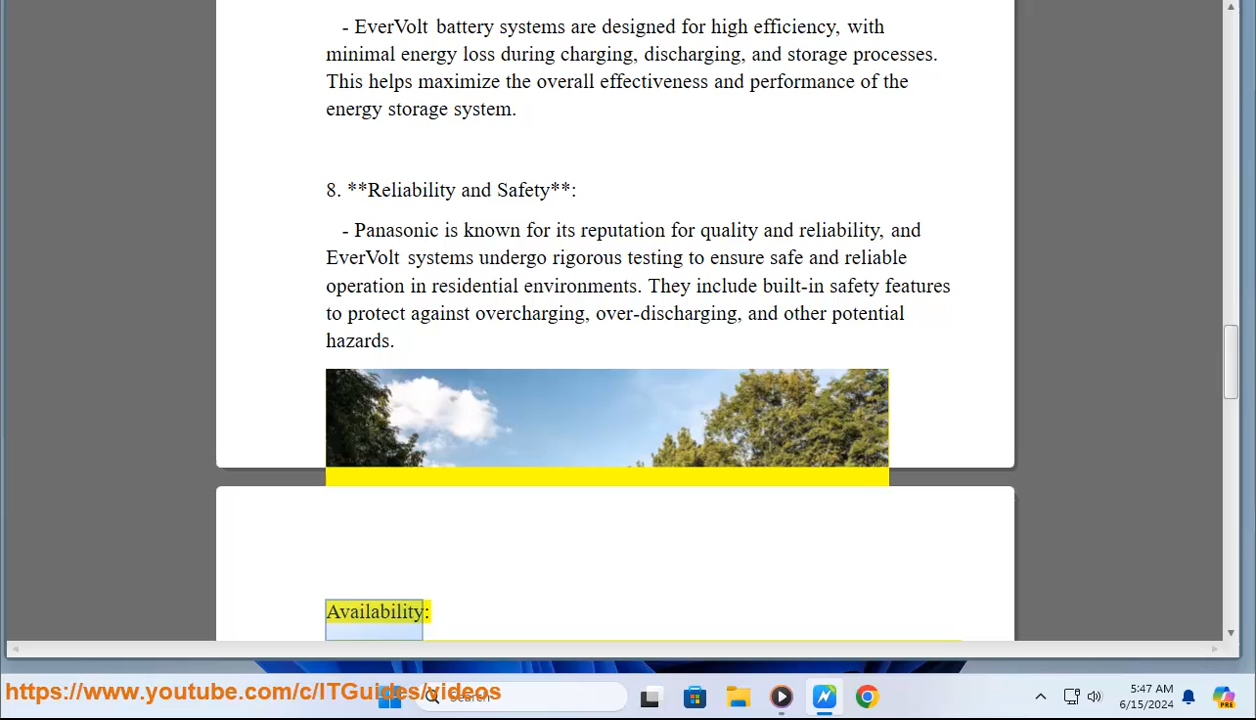 - EverVolt battery systems are designed for high efficiency, with
minimal energy loss during charging, discharging, and storage processes.
This helps maximize the overall effectiveness and performance of the
energy storage system.
8. **Reliability and Safety**:
- Panasonic is known for its reputation for quality and reliability, and
EverVolt systems undergo rigorous testing to ensure safe and reliable
operation in residential environments. They include built-in safety features
to protect against overcharging, over-discharging, and other potential
hazards.
Availability:
https://www.youtube.com/c/ITGuides/videos
Search
PRE
5:47 AM
6/15/2024